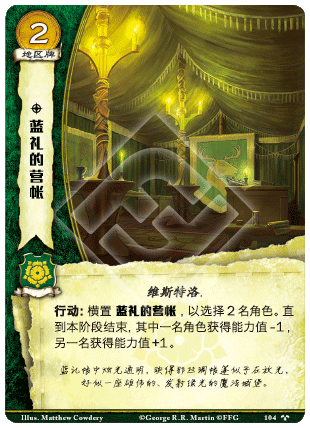 2
地区牌
蓝礼的营帐
维斯特洛.
行动: 横置 蓝礼的营帐 , 以选择 2 名角色。直
到本阶段结束, 其中一名角色获得能力值 -1,
另一名获得能力值 +1。
蓝礼帐中烛光透明, 映得那丝绸帐篷似乎在放光,
好似一座雄伟的、发射绿光的魔法城堡。
Illus. Matthew Cowdery
©George R.R. Martin ©FFG
104